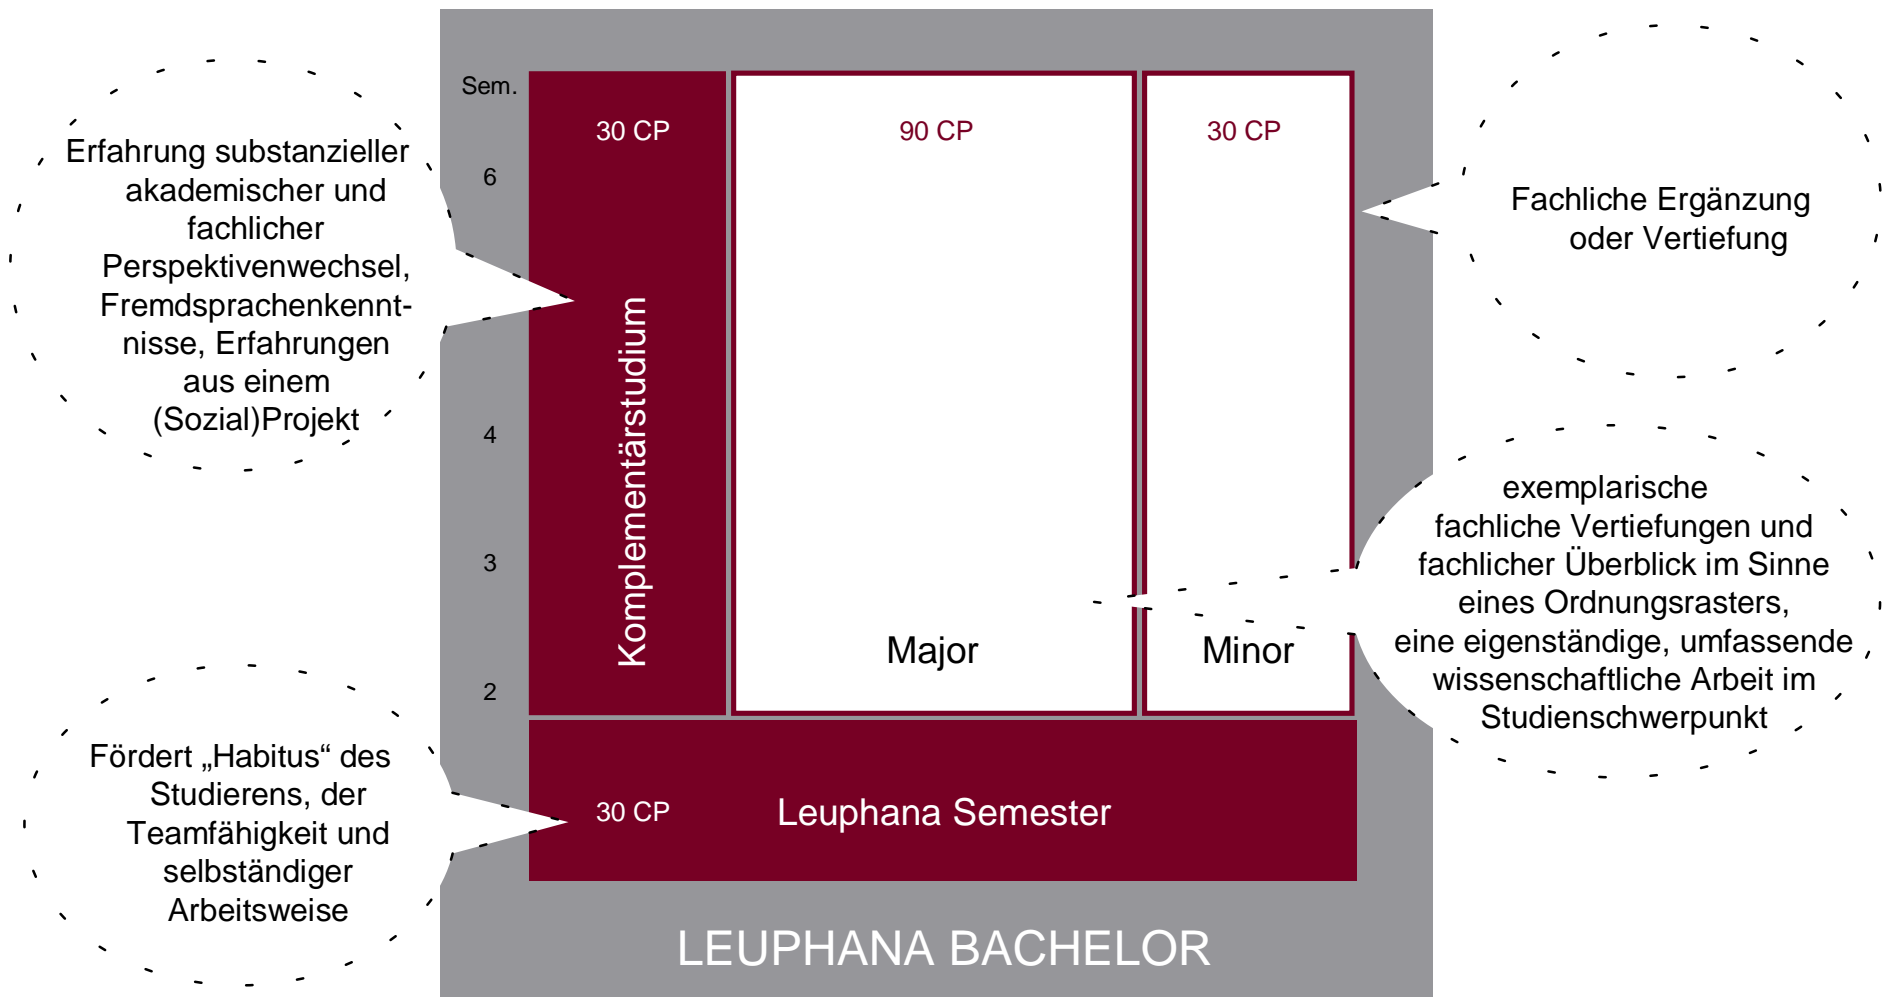 Sem.
30 CP
90 CP
30 CP
6
4
3
2
Komplementärstudium
Major
Minor
30 CP
Leuphana Semester
LEUPHANA BACHELOR
Erfahrung substanzieller
akademischer und
fachlicher
Perspektivenwechsel,
Fremdsprachenkennt-
nisse, Erfahrungen
aus einem
(Sozial)Projekt
Fördert „Habitus“ des
Studierens, der
Teamfähigkeit und
selbständiger
Arbeitsweise
Fachliche Ergänzung
oder Vertiefung
exemplarische
fachliche Vertiefungen und
fachlicher Überblick im Sinne
eines Ordnungsrasters,
eine eigenständige, umfassende
wissenschaftliche Arbeit im
Studienschwerpunkt